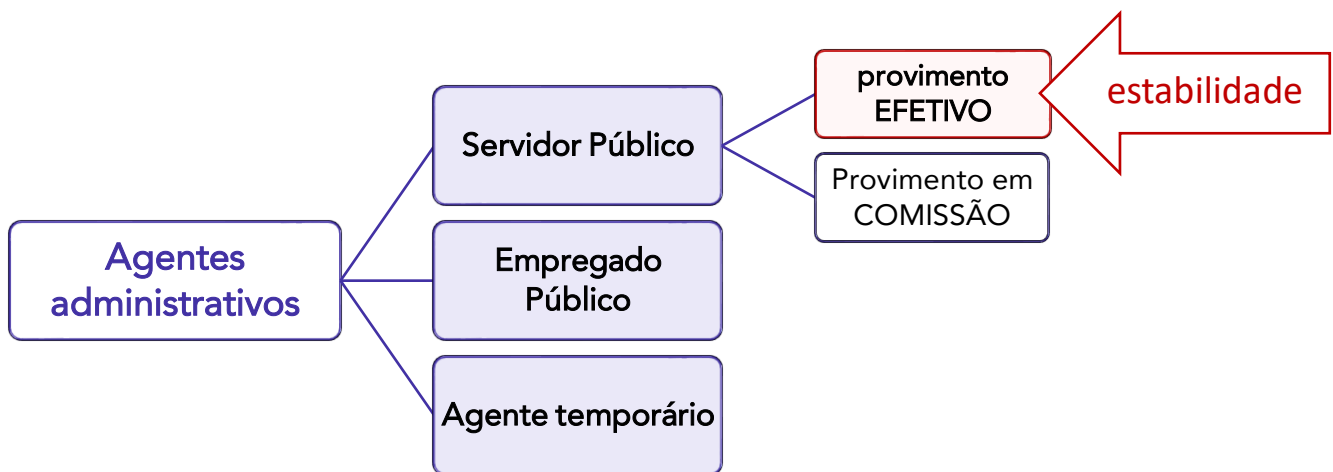 provimento
EFETIVO
estabilidade
Servidor Público
Provimento em
COMISSÃO
Agentes
administrativos
Empregado
Público
Agente temporário